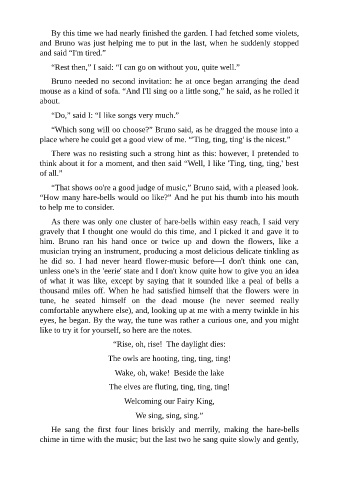 By this time we had nearly finished the garden. I had fetched some violets,
and Bruno was just helping me to put in the last, when he suddenly stopped
and said “I'm tired.”
“Rest then,” I said: “I can go on without you, quite well.”
Bruno needed no second invitation: he at once began arranging the dead
mouse as a kind of sofa. “And I'll sing oo a little song,” he said, as he rolled it
about.
“Do,” said I: “I like songs very much.”
“Which song will oo choose?” Bruno said, as he dragged the mouse into a
place where he could get a good view of me. “'Ting, ting, ting' is the nicest.”
There was no resisting such a strong hint as this: however, I pretended to
think about it for a moment, and then said “Well, I like 'Ting, ting, ting,' best
of all.”
“That shows oo're a good judge of music,” Bruno said, with a pleased look.
“How many hare-bells would oo like?” And he put his thumb into his mouth
to help me to consider.
As there was only one cluster of hare-bells within easy reach, I said very
gravely that I thought one would do this time, and I picked it and gave it to
him. Bruno ran his hand once or twice up and down the flowers, like a
musician trying an instrument, producing a most delicious delicate tinkling as
he did so. I had never heard flower-music before—I don't think one can,
unless one's in the 'eerie' state and I don't know quite how to give you an idea
of what it was like, except by saying that it sounded like a peal of bells a
thousand miles off. When he had satisfied himself that the flowers were in
tune, he seated himself on the dead mouse (he never seemed really
comfortable anywhere else), and, looking up at me with a merry twinkle in his
eyes, he began. By the way, the tune was rather a curious one, and you might
like to try it for yourself, so here are the notes.
“Rise, oh, rise! The daylight dies:
The owls are hooting, ting, ting, ting!
Wake, oh, wake! Beside the lake
The elves are fluting, ting, ting, ting!
Welcoming our Fairy King,
We sing, sing, sing.”
He sang the first four lines briskly and merrily, making the hare-bells
chime in time with the music; but the last two he sang quite slowly and gently,